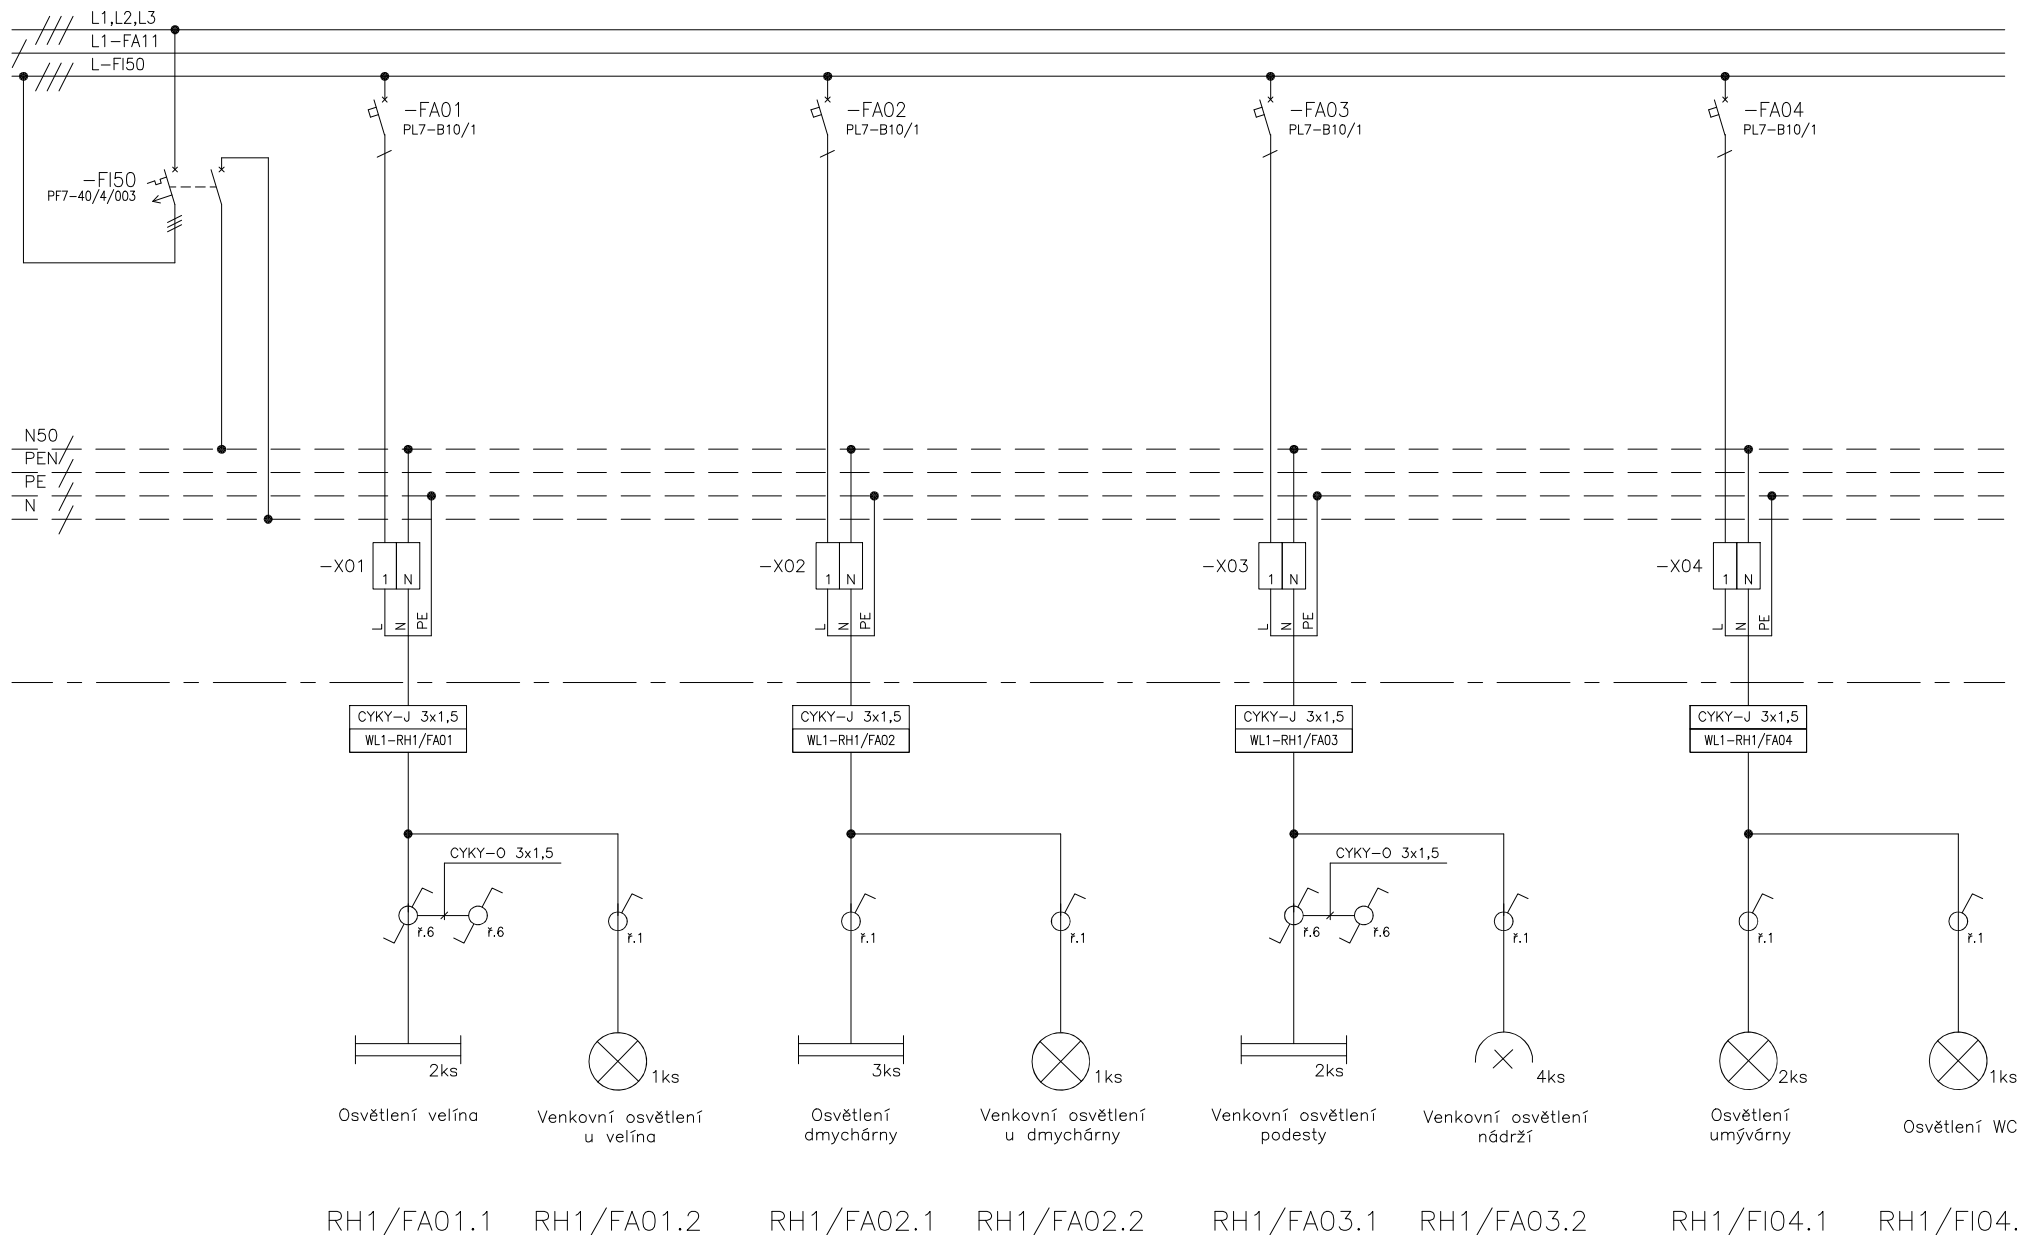 L1,L2,L3
L1-FA11
L-FI50
-FA01
PL7-B10/1
-FA02
PL7-B10/1
-FA03
PL7-B10/1
-FA04
PL7-B10/1
-FI50
PF7-40/4/003
N50
PEN
PE
N
-X01
1 N
-X02
1 N
-X03
1 N
-X04
1 N
L N PE
L N PE
L N PE
L N PE
CYKY-J 3x1,5
WL1-RH1/FA01
CYKY-J 3x1,5
WL1-RH1/FA02
CYKY-J 3x1,5
WL1-RH1/FA03
CYKY-J 3x1,5
WL1-RH1/FA04
CYKY-O 3x1,5
CYKY-O 3x1,5
ř.6
ř.6
ř.1
ř.1
ř.1
ř.6
ř.6
ř.1
ř.1
ř.1
2ks
1ks
3ks
1ks
2ks
4ks
2ks
1ks
Osvětlení velína
Venkovní osvětlení
u velína
Osvětlení
dmychárny
Venkovní osvětlení
u dmychárny
Venkovní osvětlení
podesty
Venkovní osvětlení
nádrží
Osvětlení
umývárny
Osvětlení WC
RH1/FA01.1
RH1/FA01.2
RH1/FA02.1
RH1/FA02.2
RH1/FA03.1
RH1/FA03.2
RH1/FI04.1
RH1/FI04.